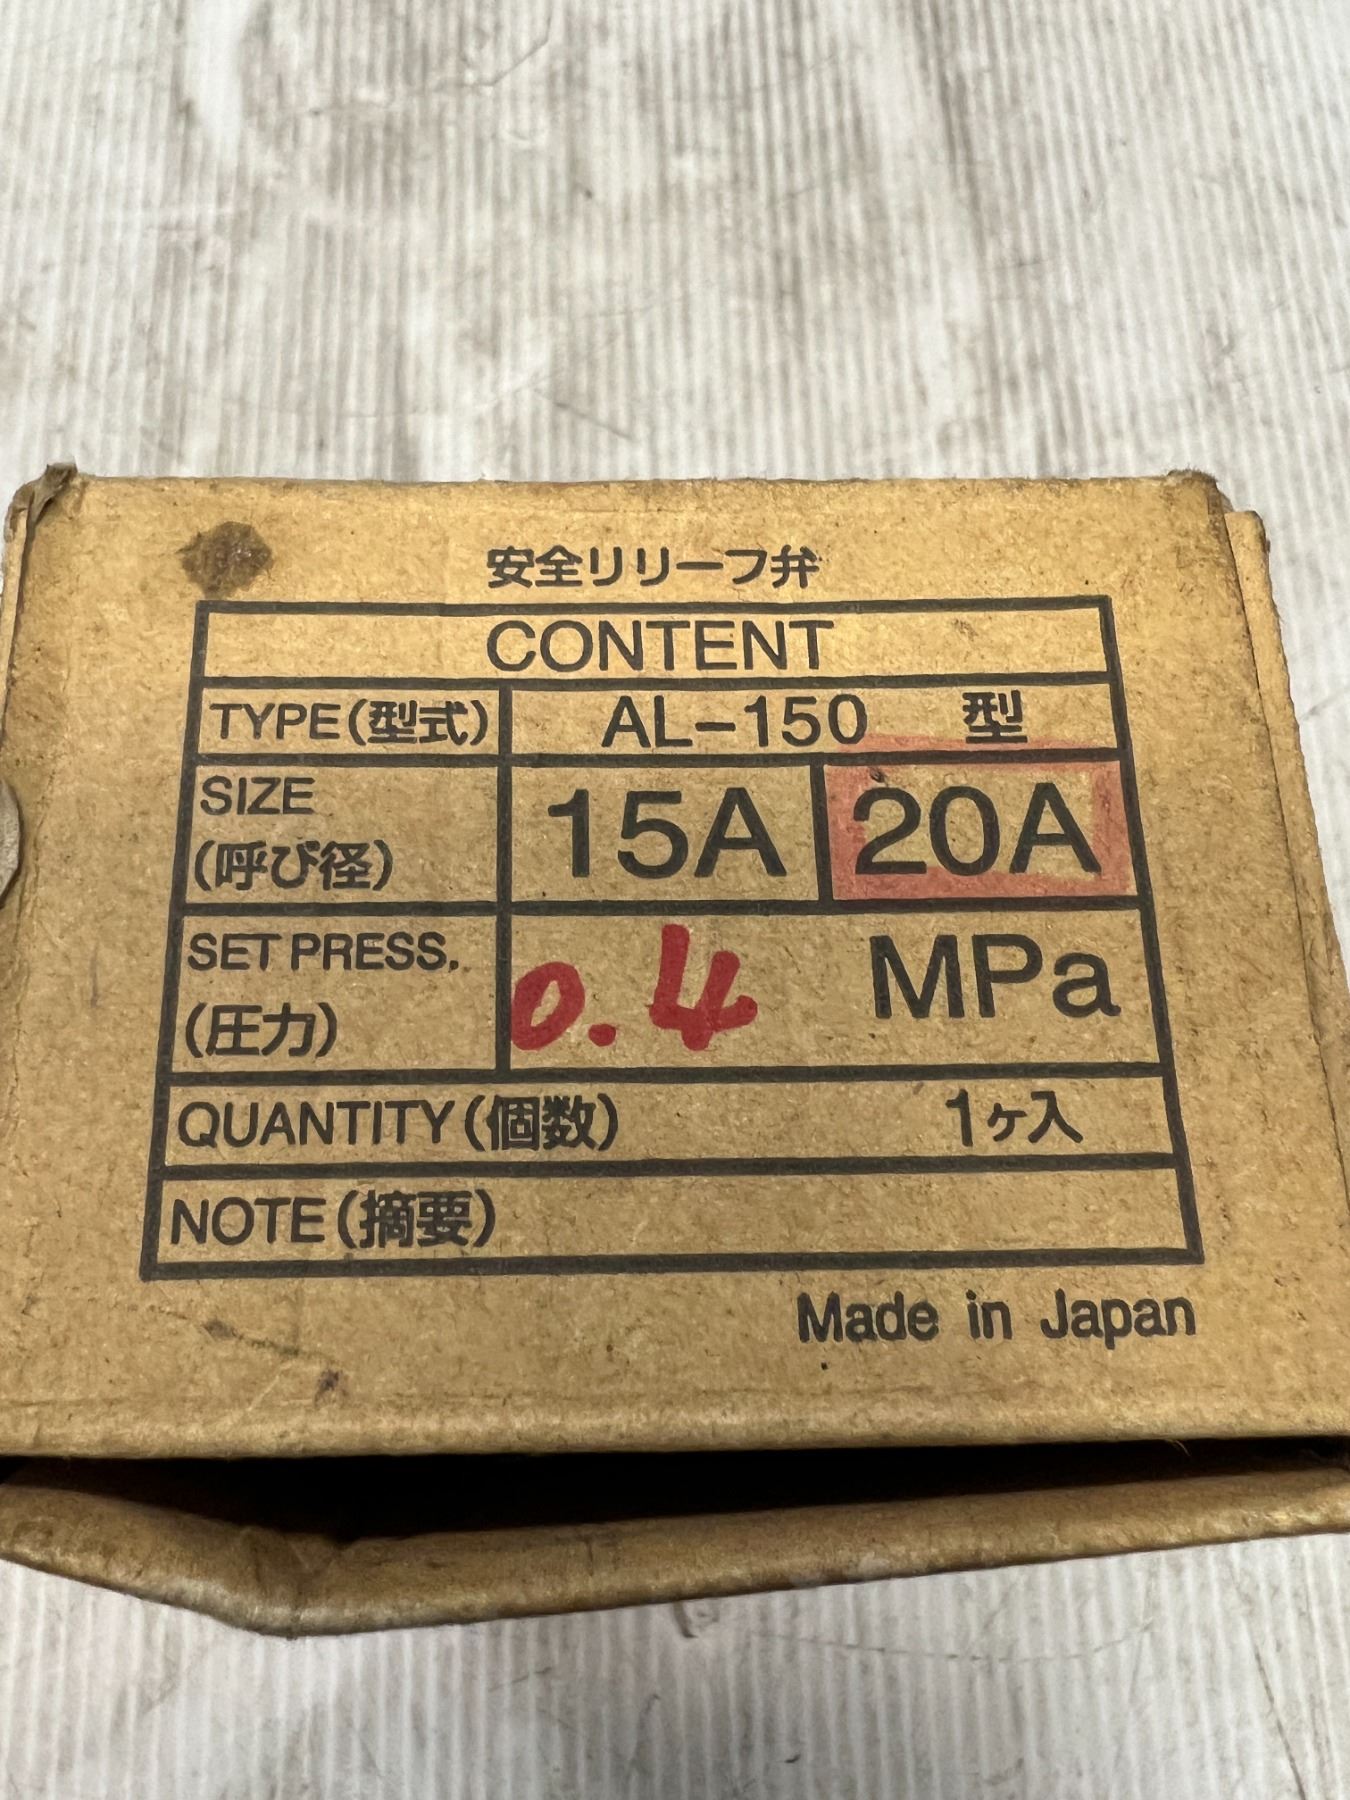 安全リリーフ弁
CONTENT
TYPE(型式) AL-150 型
SIZE
(呼び径)
15A 20A
SET PRESS.
(圧力)
0.4 MPa
QUANTITY(個数) 1ヶ入
NOTE(摘要)
Made in Japan